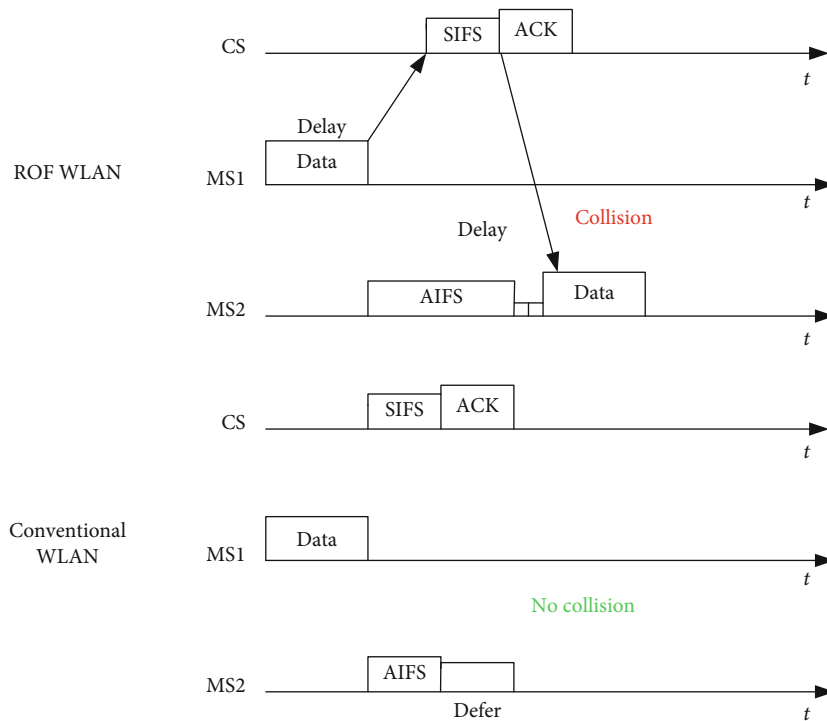 SIFS
ACK
CS
t
Delay
Data
ROF WLAN
MS1
t
Delay
Collision
AIFS
Data
MS2
t
SIFS
ACK
CS
t
Conventional
WLAN
Data
MS1
t
No collision
AIFS
MS2
Defer
t